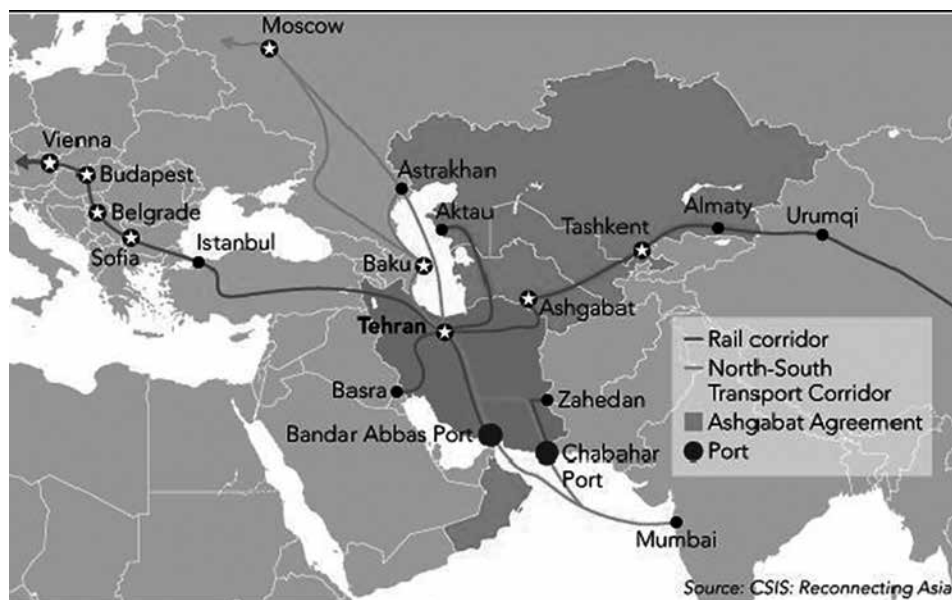 Moscow
Vienna
Budapest
Belgrade
Sofia
Istanbul
Astrakhan
Aktau
Baku
Tashkent
Almaty
Urumqi
Ashgabat
Tehran
Basra
Zahedan
Bandar Abbas Port
Chabahar
Port
Mumbai
Rail corridor
North-South
Transport Corridor
Ashgabat Agreement
Port
Source: CSIS: Reconnecting Asia